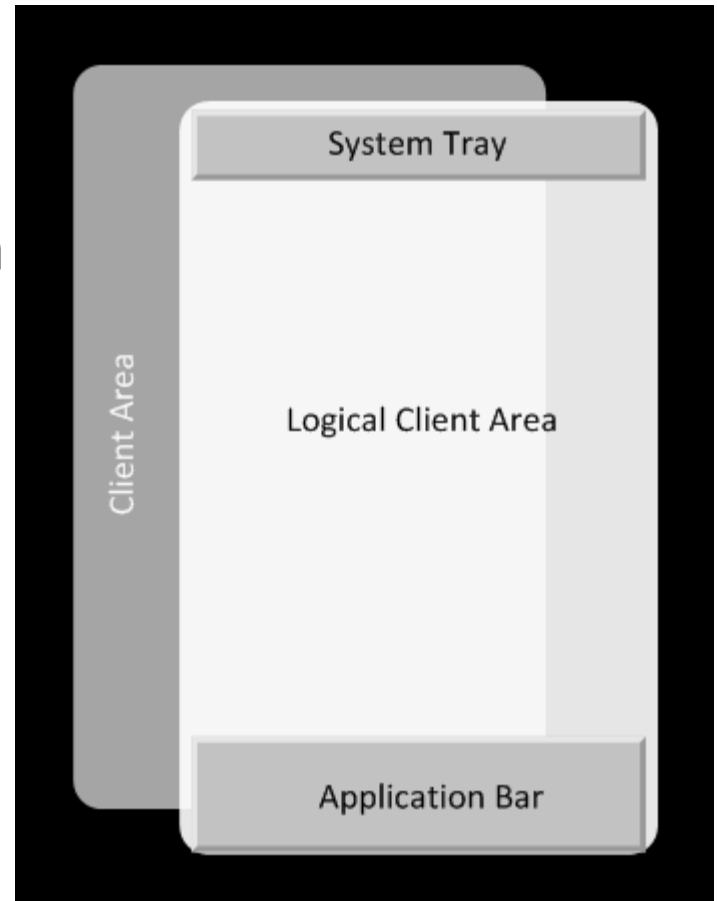 System Tray
Client Area
Logical Client Area
Application Bar